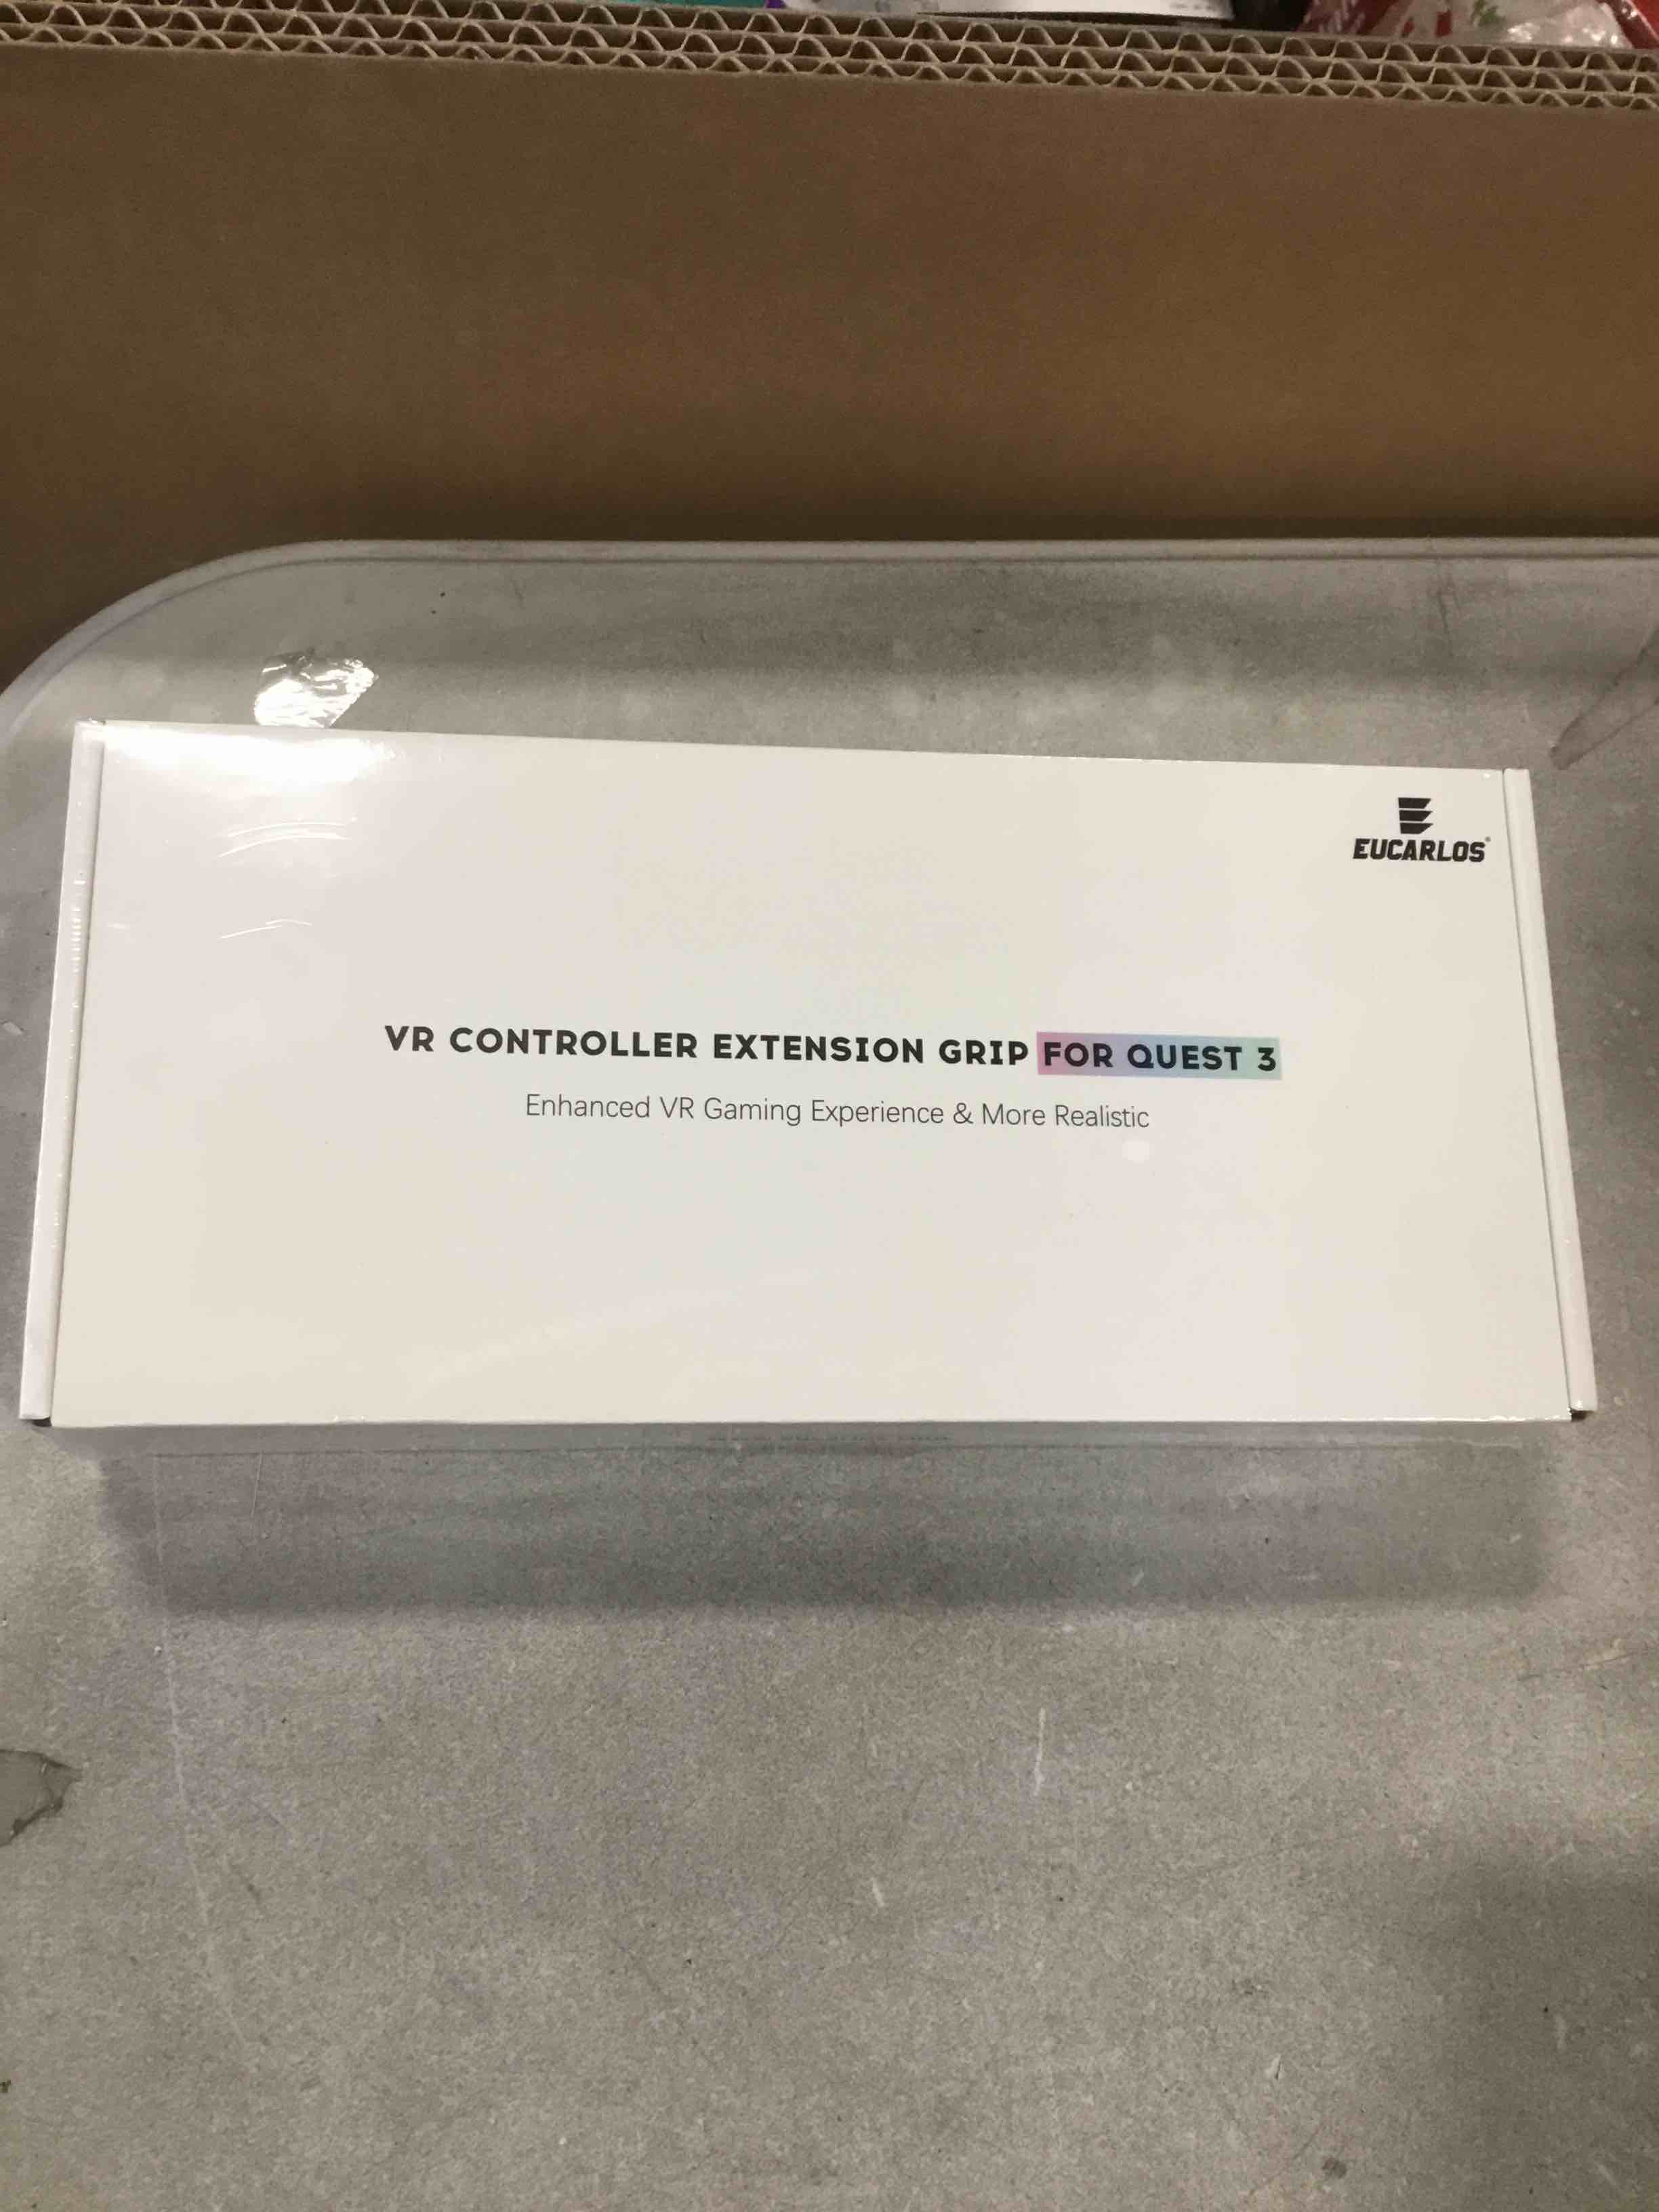 EUCARLOS®
VR CONTROLLER EXTENSION GRIP FOR QUEST 3
Enhanced VR Gaming Experience & More Realistic